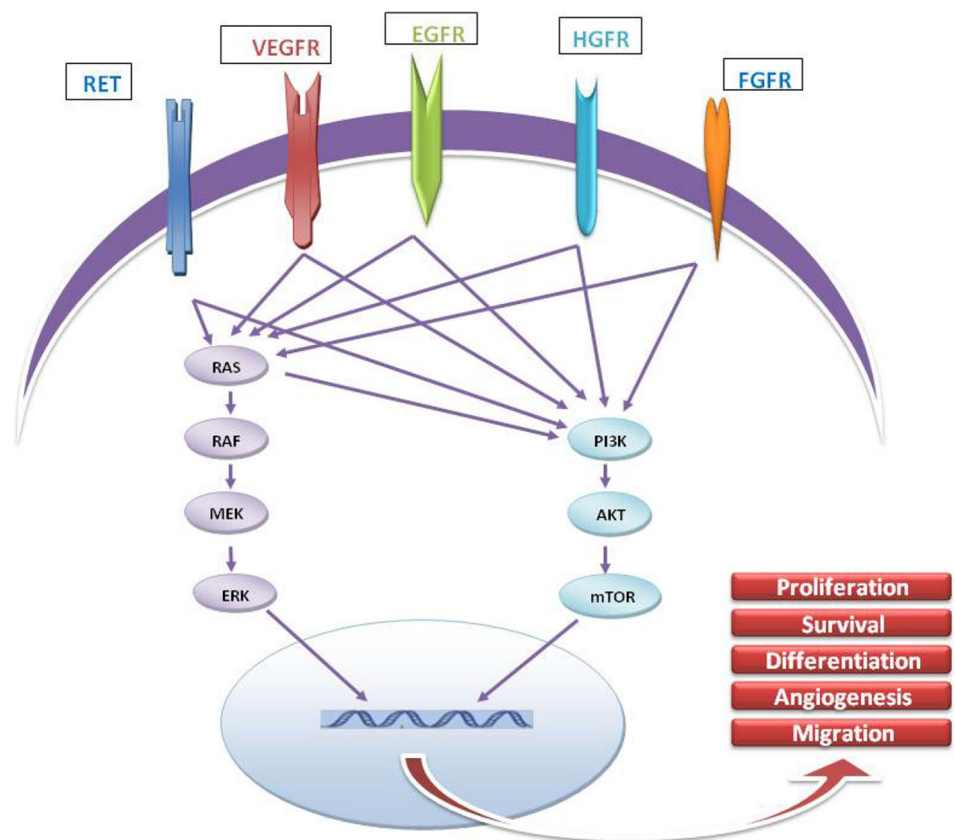 RET
VEGFR
EGFR
HGFR
FGFR
RAS
RAF
MEK
ERK
PI3K
AKT
mTOR
Proliferation
Survival
Differentiation
Angiogenesis
Migration